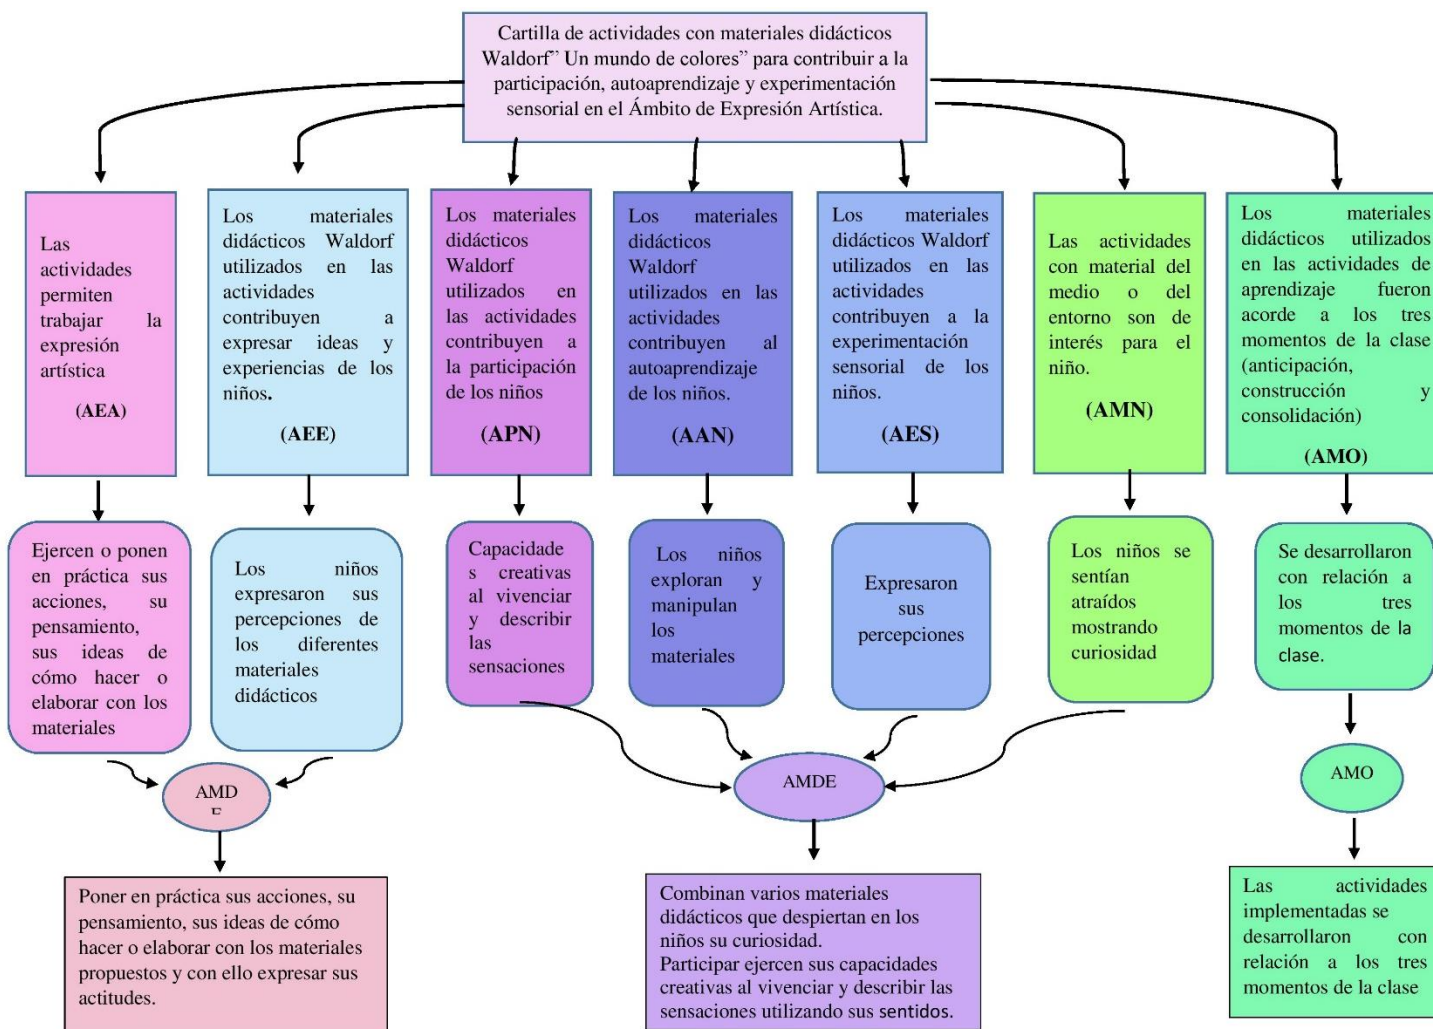 Cartilla de actividades con materiales didácticos
Waldorf” Un mundo de colores” para contribuir a la
participación, autoaprendizaje y experimentación
sensorial en el Ámbito de Expresión Artística.
Las
actividades
permiten
trabajar la
expresión
artística
(AEA)
Los materiales
didácticos Waldorf
utilizados en las
actividades
contribuyen a
expresar ideas y
experiencias de los
niños.
(AEE)
Los materiales
didácticos
Waldorf
utilizados en
las actividades
contribuyen a
la participación
de los niños
(APN)
Los materiales
didácticos
Waldorf
utilizados en las
actividades
contribuyen al
autoaprendizaje
de los niños.
(AAN)
Los materiales
didácticos Waldorf
utilizados en las
actividades
contribuyen a la
experimentación
sensorial de los
niños.
(AES)
Las actividades
con material del
medio o del
entorno son de
interés para el
niño.
(AMN)
Los materiales
didácticos utilizados
en las actividades de
aprendizaje fueron
acorde a los tres
momentos de la clase
(anticipación,
construcción y
consolidación)
(AMO)
Ejercen o ponen
en práctica sus
acciones, su
pensamiento,
sus ideas de
cómo hacer o
elaborar con los
materiales
Los niños
expresaron sus
percepciones de
los diferentes
materiales
didácticos
Capacidade
s creativas
al vivenciar
y describir
las
sensaciones
Los niños
exploran y
manipulan
los
materiales
Expresaron
sus
percepciones
Los niños se
sentían
atraídos
mostrando
curiosidad
Se desarrollaron
con relación a
los tres
momentos de la
clase.
AMD
AMDE
AMO
Poner en práctica sus acciones, su
pensamiento, sus ideas de cómo
hacer o elaborar con los materiales
propuestos y con ello expresar sus
actitudes.
Combinan varios materiales
didácticos que despiertan en los
niños su curiosidad.
Participar ejercen sus capacidades
creativas al vivenciar y describir las
sensaciones utilizando sus sentidos.
Las actividades
implementadas se
desarrollaron con
relación a los tres
momentos de la clase